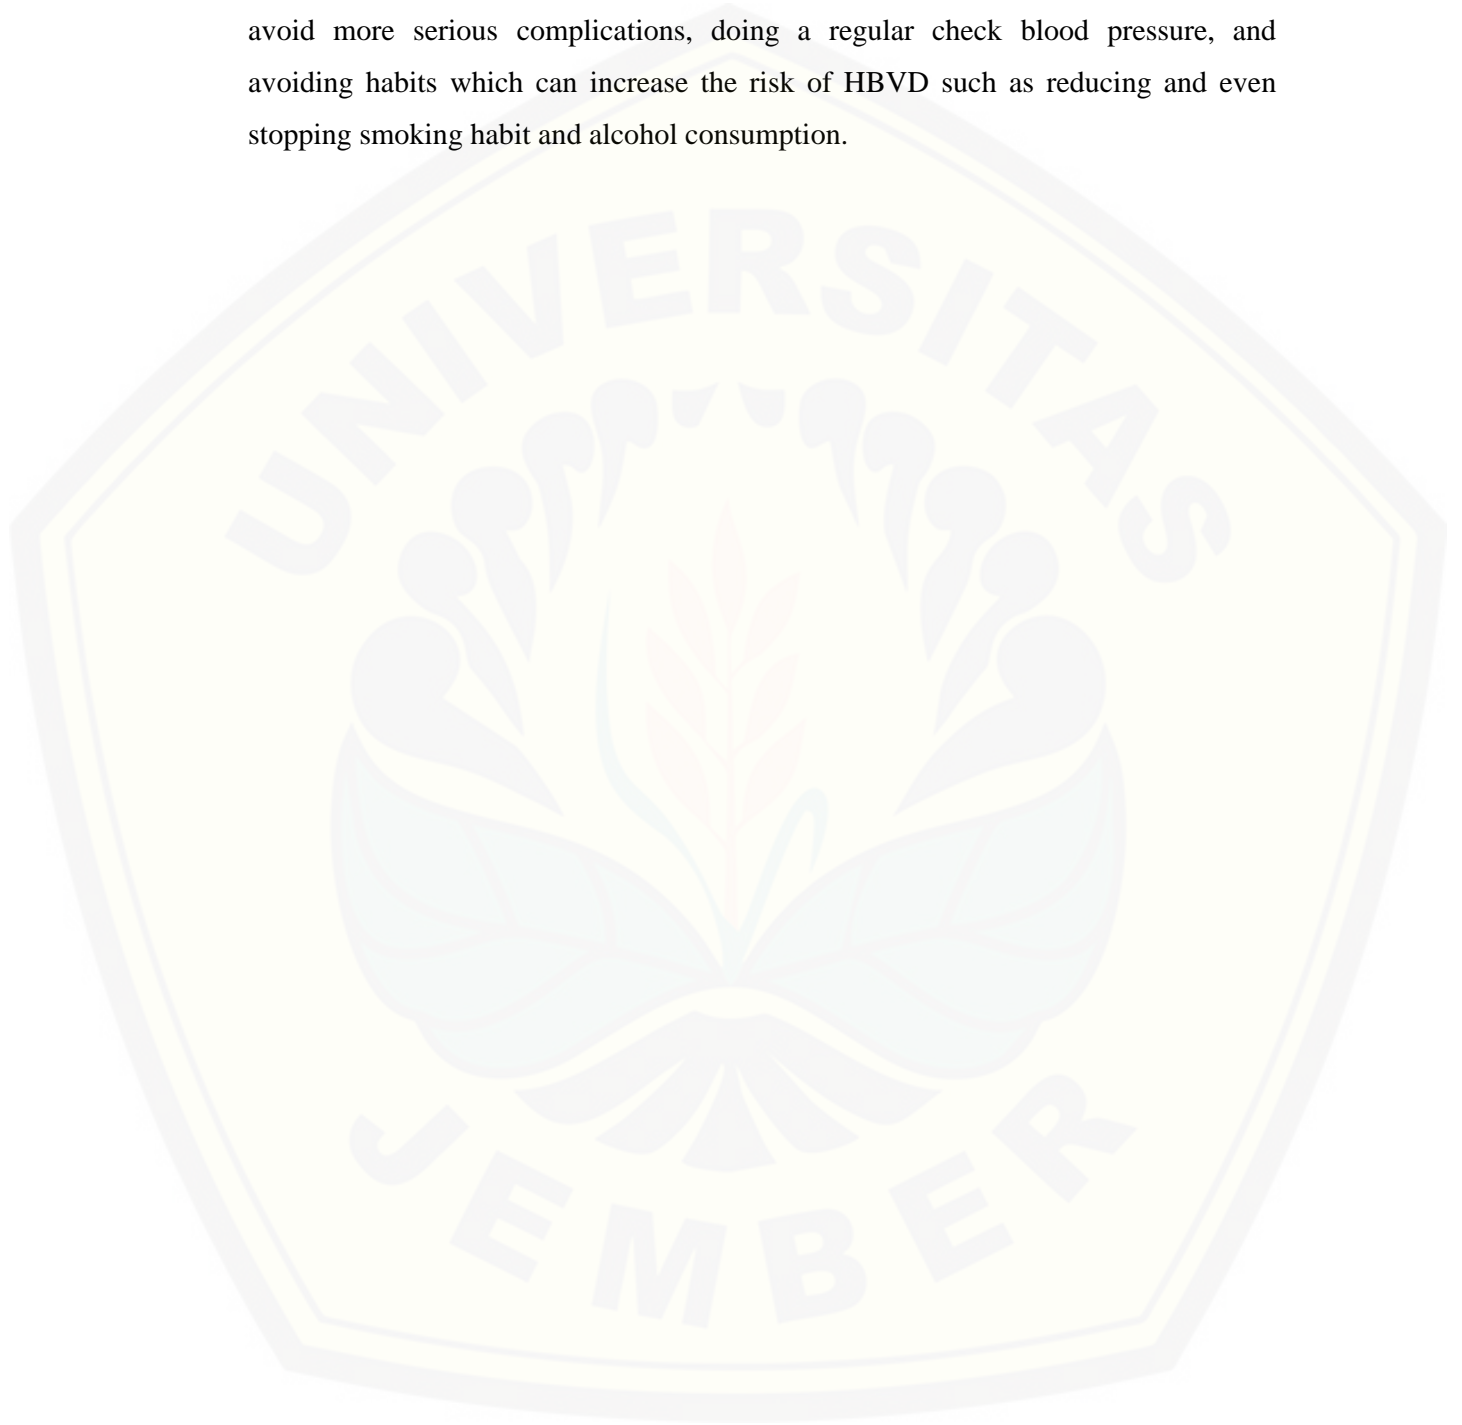 avoid more serious complications, doing a regular check blood pressure, and
avoiding habits which can increase the risk of HBVD such as reducing and even
stopping smoking habit and alcohol consumption.
UNIVERSITAS
JEMBER